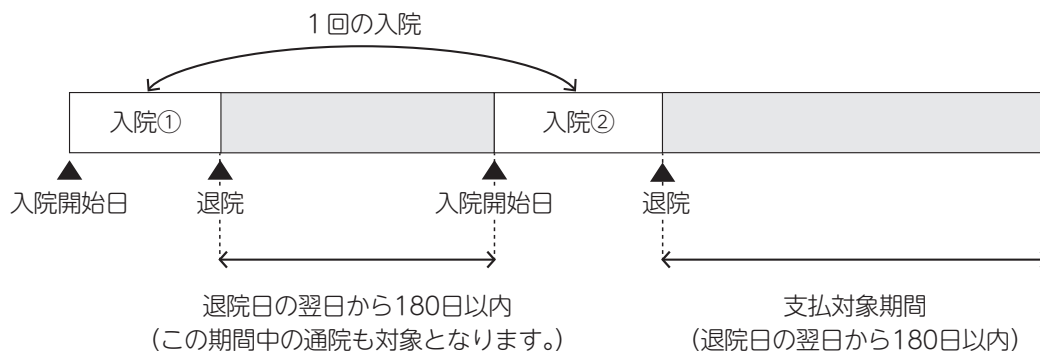 1回の入院
入院①
入院②
入院開始日
退院
入院開始日
退院
退院日の翌日から180日以内
(この期間中の通院も対象となります。)
支払対象期間
(退院日の翌日から180日以内)